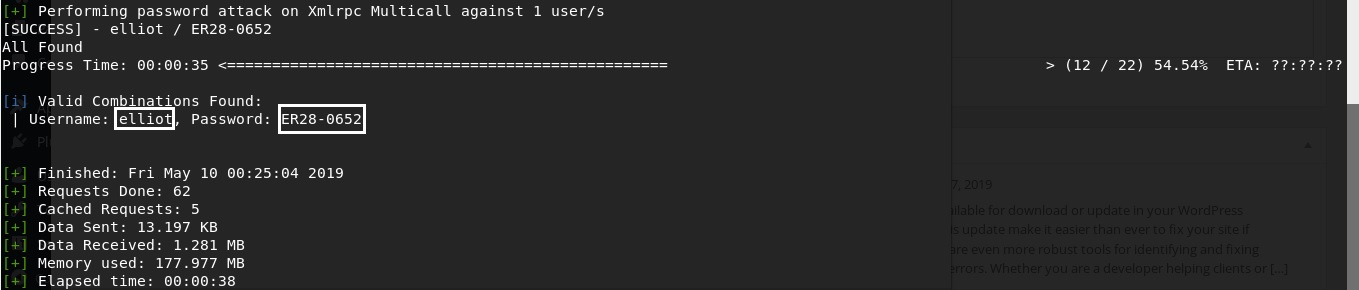 [+] Performing password attack on Xmlrpc Multicall against 1 user/s
[SUCCESS] - elliot / ER28-0652
All Found
Progress Time: 00:00:35 <================================================= > (12 / 22) 54.54%  ETA: ??:??:??
[i] Valid Combinations Found:
| Username: elliot, Password: ER28-0652
[+] Finished: Fri May 10 00:25:04 2019
[+] Requests Done: 62
[+] Cached Requests: 5
[+] Data Sent: 13.197 KB
[+] Data Received: 1.281 MB
[+] Memory used: 177.977 MB
[+] Elapsed time: 00:00:38
7, 2019
ilable for download or update in your WordPress
is update make it easier than ever to fix your site if
are even more robust tools for identifying and fixing
errors. Whether you are a developer helping clients or [...]